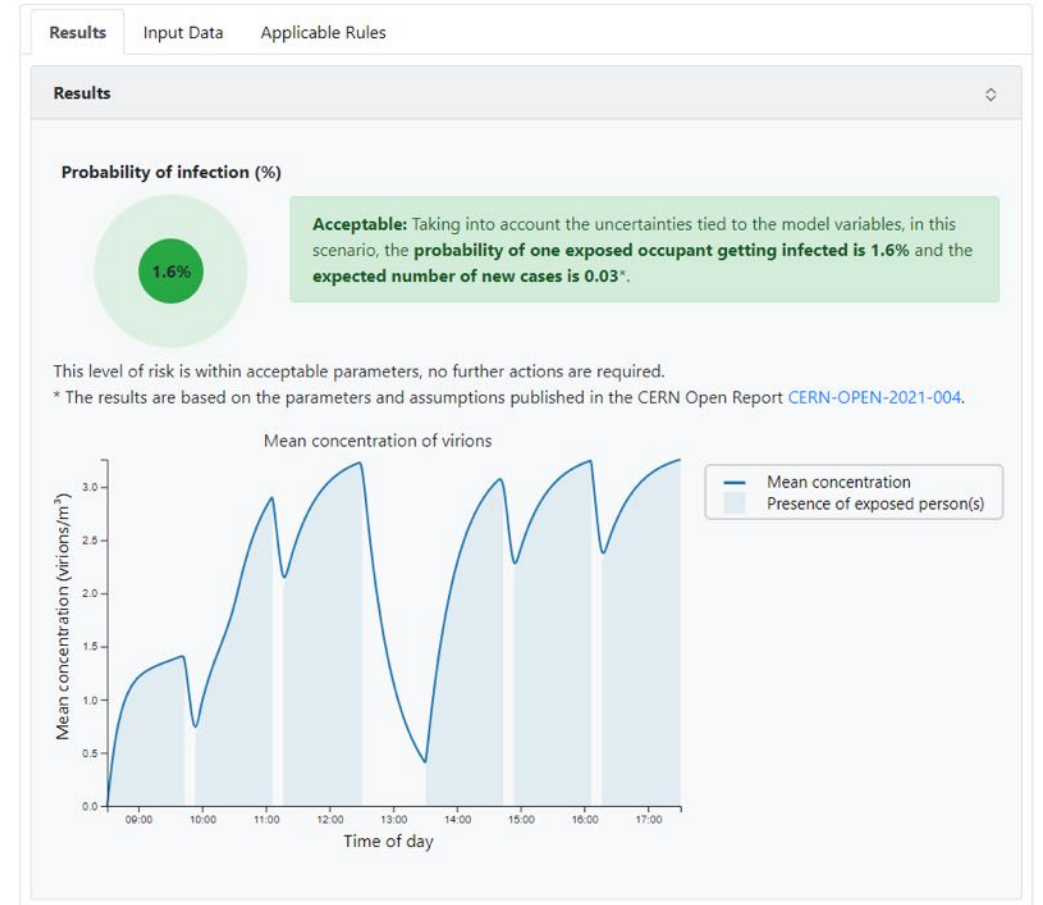 Results Input Data Applicable Rules
Results
Probability of infection (%)
1.6%
Acceptable: Taking into account the uncertainties tied to the model variables, in this
scenario, the probability of one exposed occupant getting infected is 1.6% and the
expected number of new cases is 0.03*.
This level of risk is within acceptable parameters, no further actions are required.
* The results are based on the parameters and assumptions published in the CERN Open Report CERN-OPEN-2021-004.
Mean concentration of virions
Mean concentration (virions/m³)
3.0
2.5
2.0
1.5
1.0
0.5
0.0
09:00 10:00 11:00 12:00 13:00 14:00 15:00 16:00 17:00
Time of day
Mean concentration
Presence of exposed person(s)